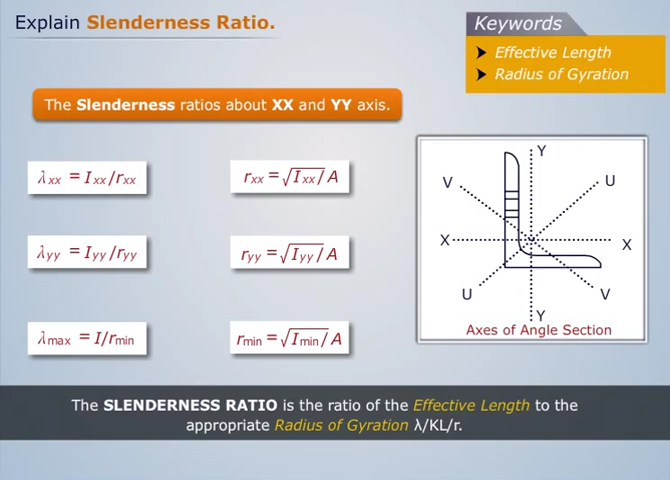 Explain Slenderness Ratio.
Keywords
Effective Length
Radius of Gyration
The Slenderness ratios about XX and YY axis.
λxx = Ixx/rxx
rxx = √Ixx/A
λyy = Iyy/ryy
ryy = √Iyy/A
λmax = I/rmin
rmin = √Imin/A
Y
V
U
X
X
U
V
Y
Axes of Angle Section
The SLENDERNESS RATIO is the ratio of the Effective Length to the
appropriate Radius of Gyration λ/KL/r.